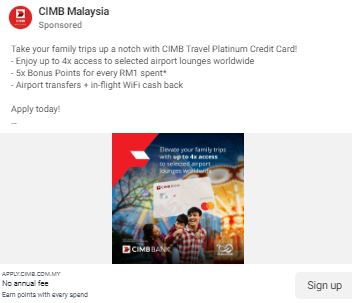 CIMB Malaysia
Sponsored
Take your family trips up a notch with CIMB Travel Platinum Credit Card!
- Enjoy up to 4x access to selected airport lounges worldwide
- 5x Bonus Points for every RM1 spent*
- Airport transfers + in-flight WiFi cash back
Apply today!
...
Elevate your family trips
with up to 4x access
to selected airport
lounges worldwide
CIMB BANK
APPLY.CIMB.COM.MY
No annual fee
Earn points with every spend
Sign up